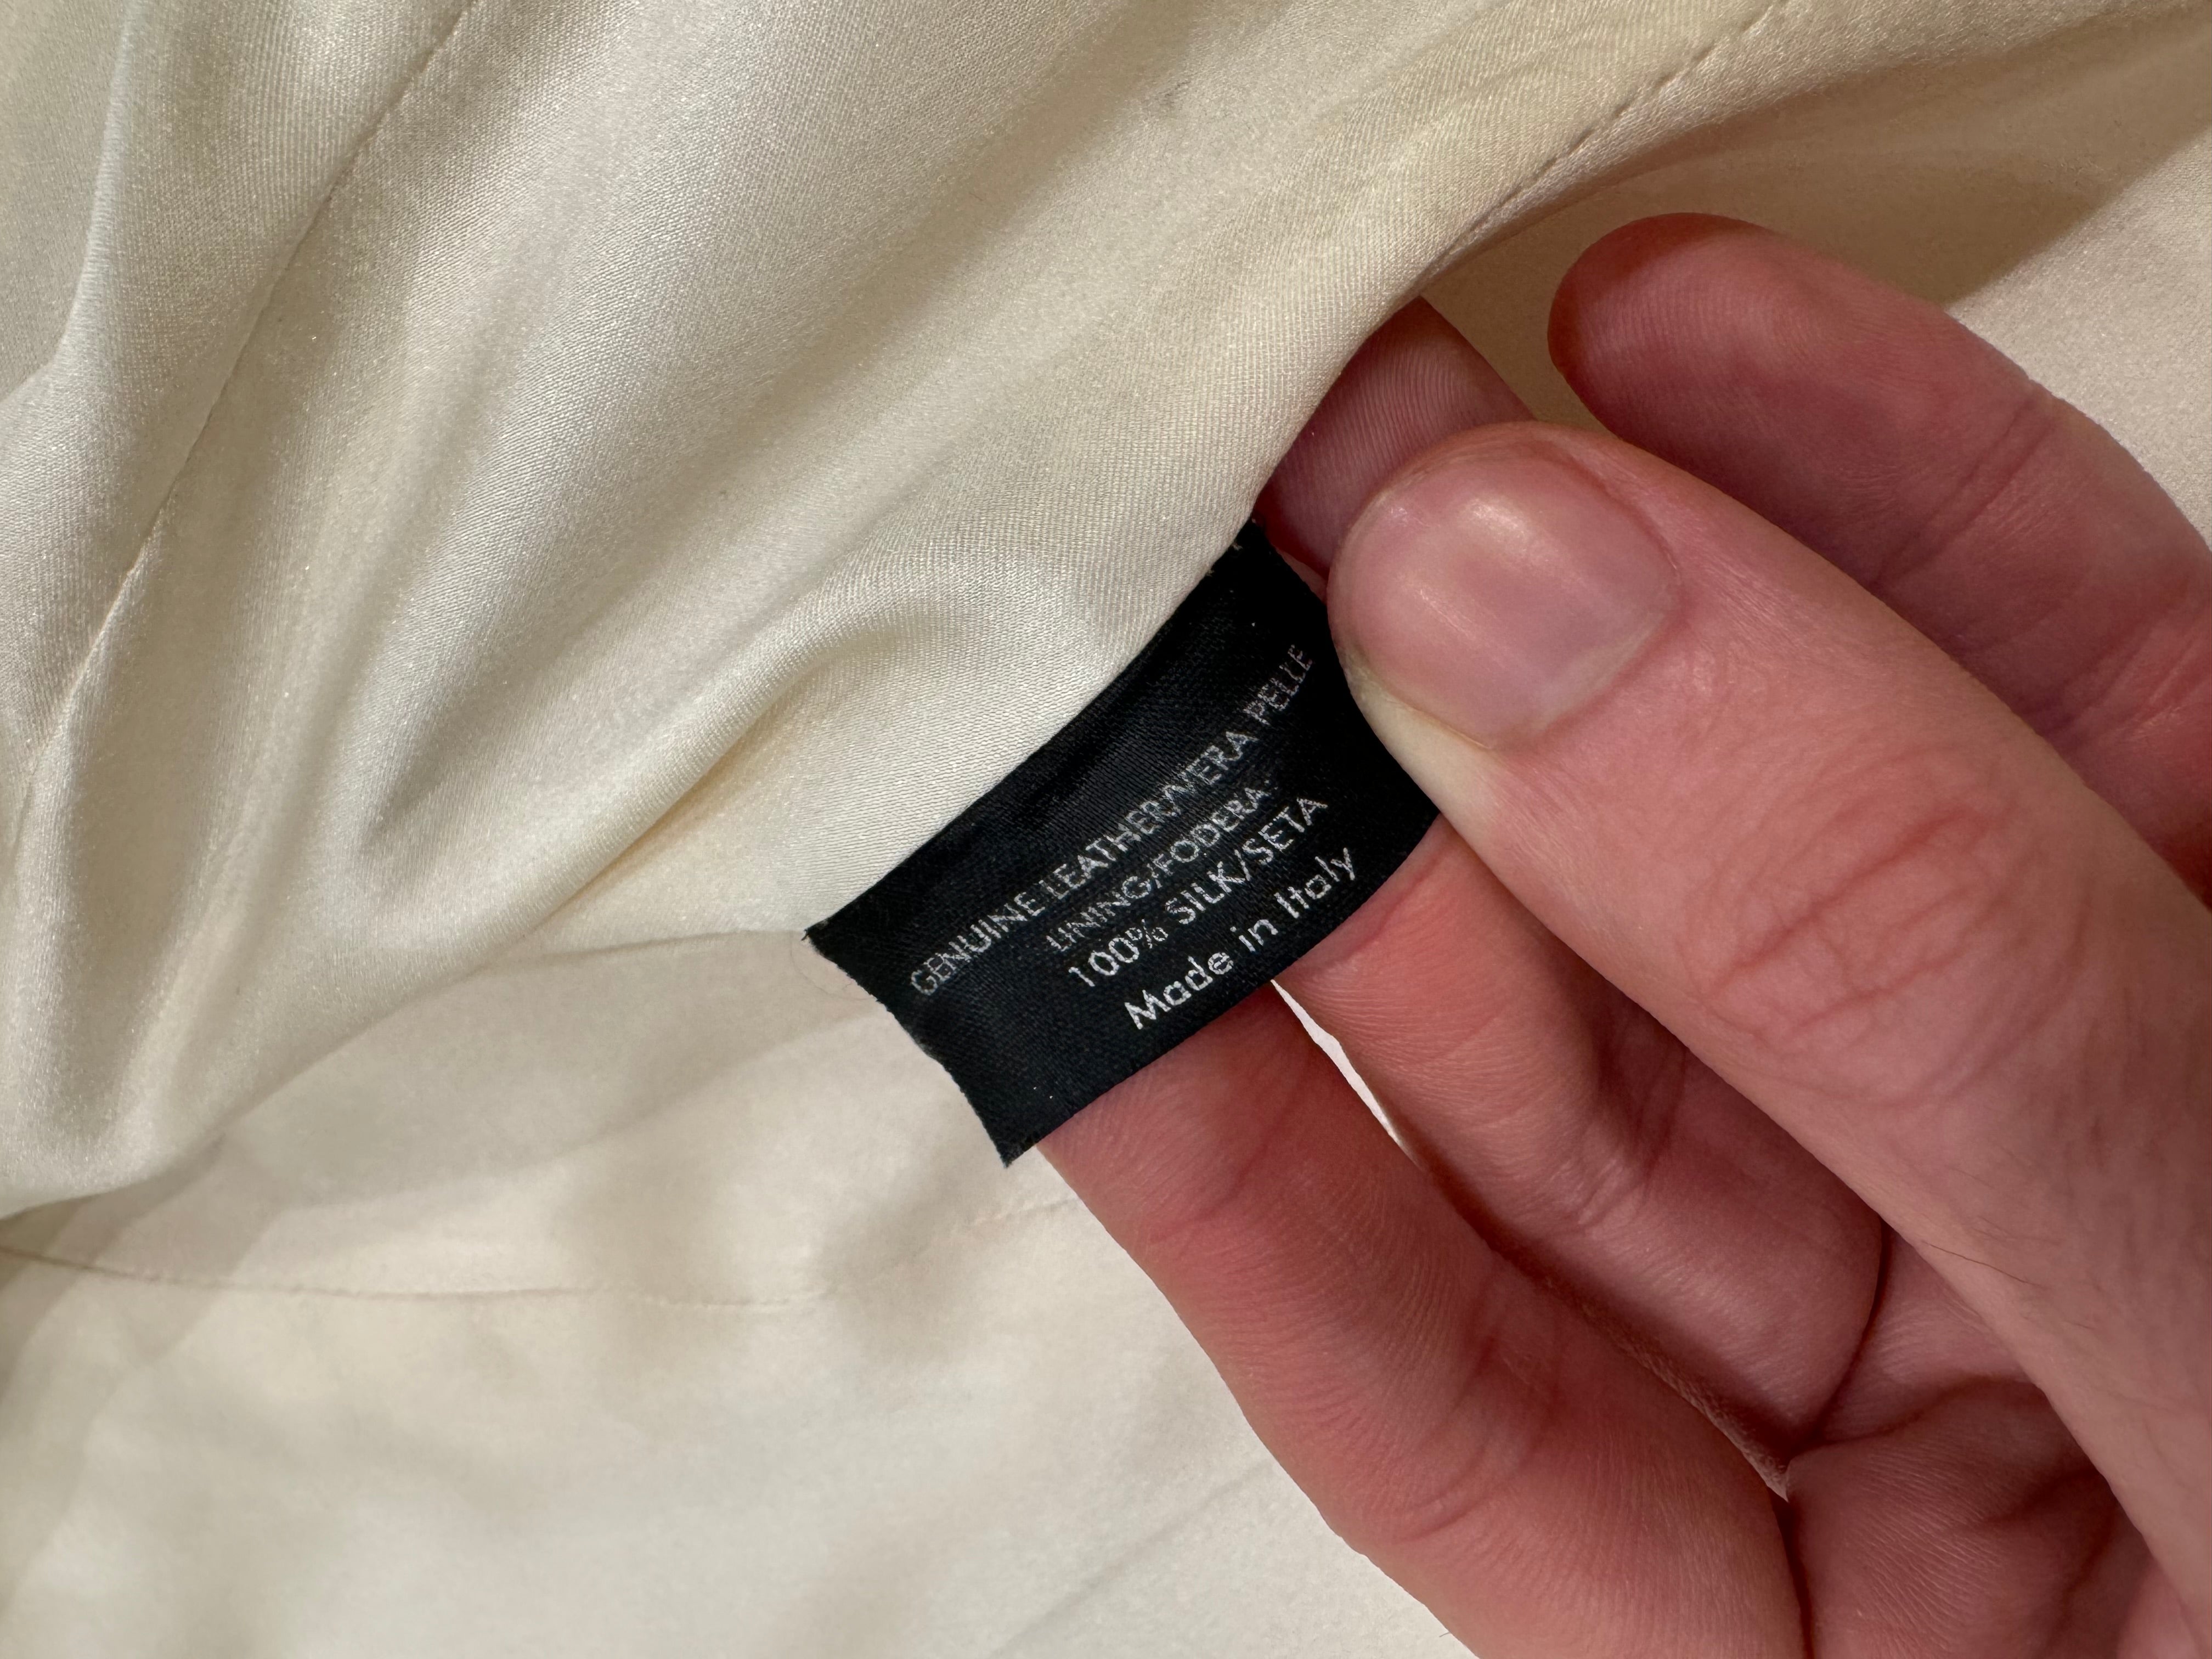 GENUINE LEATHER/VERA PELLE
LINING/FODERA:
100% SILK/SETA
Made in Italy